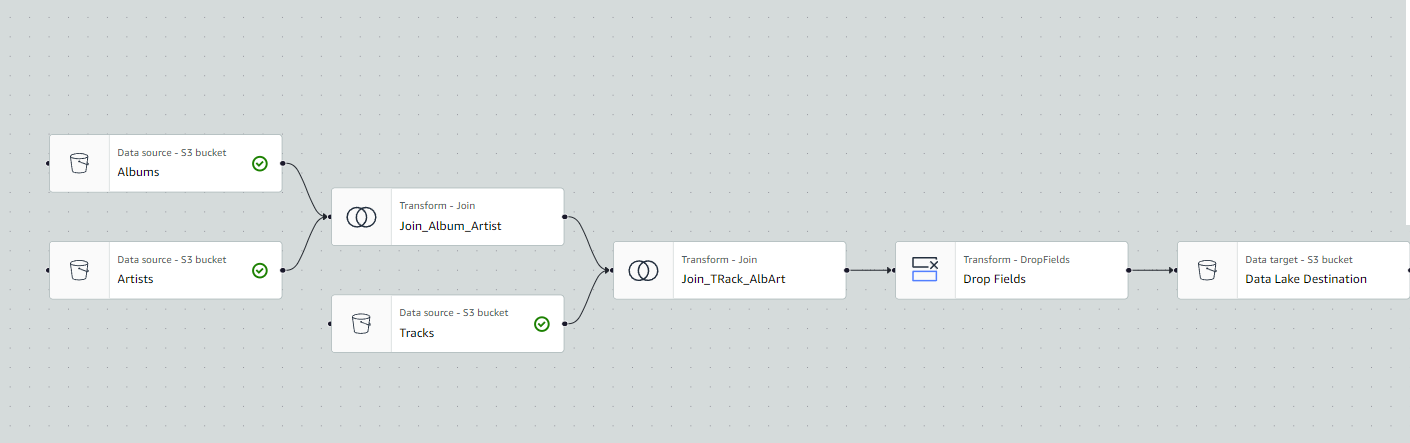 Data source - S3 bucket
Albums
Data source - S3 bucket
Artists
Transform - Join
Join_Album_Artist
Data source - S3 bucket
Tracks
Transform - Join
Join_TRack_AlbArt
Transform - DropFields
Drop Fields
Data target - S3 bucket
Data Lake Destination